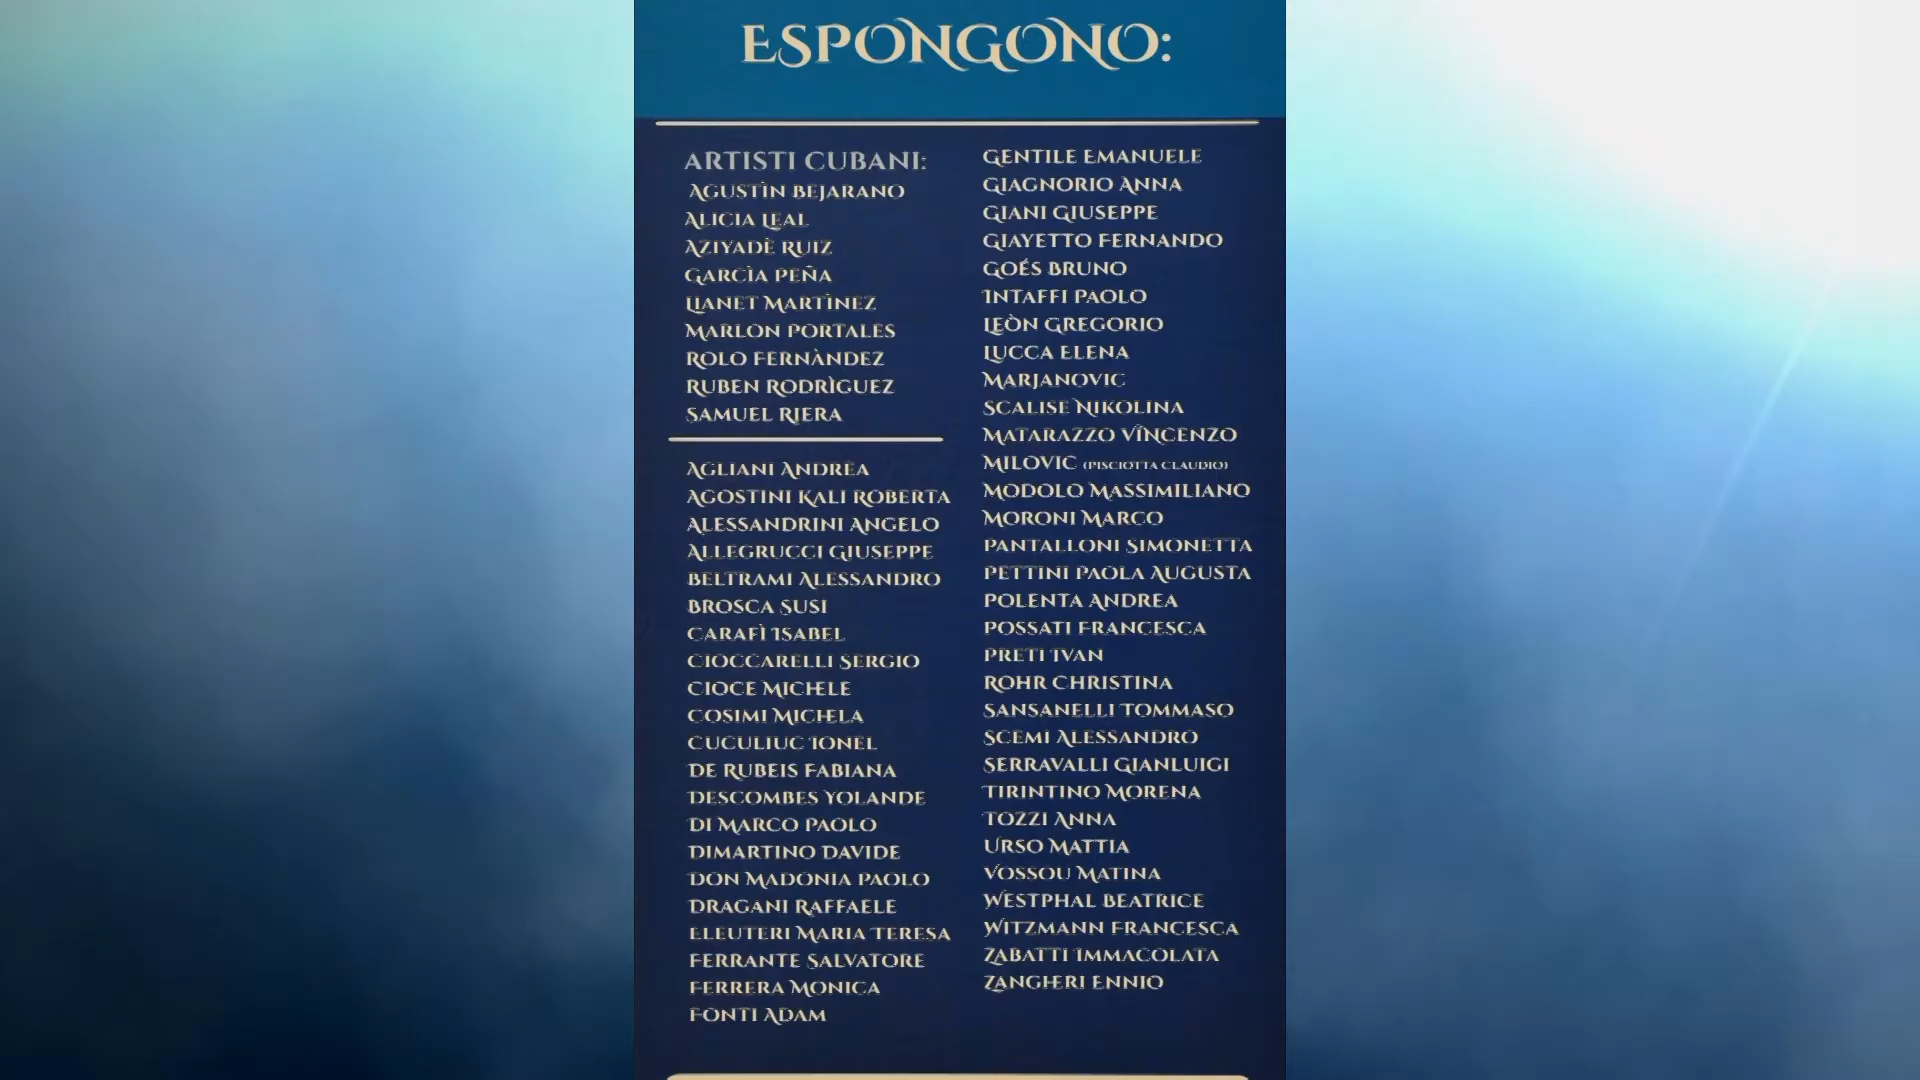 ESPONGONO:
ARTISTI CUBANI:
AGUSTÌN BEJARANO
ALICIA LEAL
AZIYADÈ RUIZ
GARCÌA PEÑA
LIANET MARTÌNEZ
MARLON PORTALES
ROLO FERNÀNDEZ
RUBEN RODRÌGUEZ
SAMUEL RIERA
AGLIANI ANDREA
AGOSTINI KALI ROBERTA
ALESSANDRINI ANGELO
ALLEGRUCCI GIUSEPPE
BELTRAMI ALESSANDRO
BROSCA SUSI
CARAFÌ ISABEL
CIOCCARELLI SERGIO
CIOCE MICHELE
COSIMI MICHELA
CUCULIUC IONEL
DE RUBEIS FABIANA
DESCOMBES YOLANDE
DI MARCO PAOLO
DIMARTINO DAVIDE
DON MADONIA PAOLO
DRAGANI RAFFAELE
ELEUTERI MARIA TERESA
FERRANTE SALVATORE
FERRERA MONICA
FONTI ADAM
GENTILE EMANUELE
GIAGNORIO ANNA
GIANI GIUSEPPE
GIAYETTO FERNANDO
GOÉS BRUNO
INTAFFI PAOLO
LEÒN GREGORIO
LUCCA ELENA
MARJANOVIC
SCALISE NIKOLINA
MATARAZZO VINCENZO
MILOVIC (PISCIOTTA CLAUDIO)
MODOLO MASSIMILIANO
MORONI MARCO
PANTALLONI SIMONETTA
PETTINI PAOLA AUGUSTA
POLENTA ANDREA
POSSATI FRANCESCA
PRETI IVAN
ROHR CHRISTINA
SANSANELLI TOMMASO
SCEMI ALESSANDRO
SERRAVALLI GIANLUIGI
TIRINTINO MORENA
TOZZI ANNA
URSO MATTIA
VOSSOU MATINA
WESTPHAL BEATRICE
WITZMANN FRANCESCA
ZABATTI IMMACOLATA
ZANGHERI ENNIO